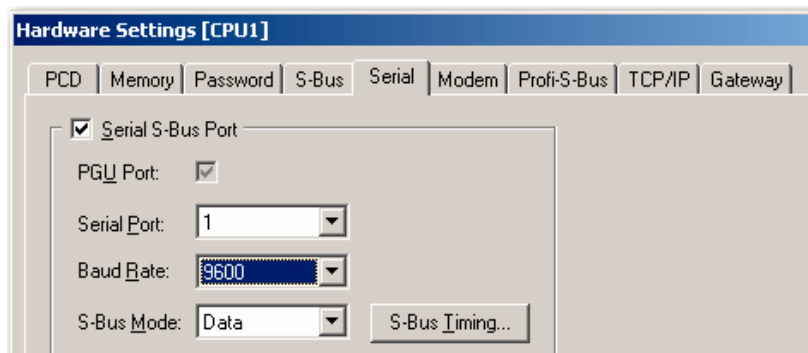 Hardware Settings [CPU1]
PCD Memory Password S-Bus Serial Modem Profi-S-Bus TCP/IP Gateway
Serial S-Bus Port
PGU Port:
Serial Port: 1
Baud Rate: 9600
S-Bus Mode: Data S-Bus Timing...